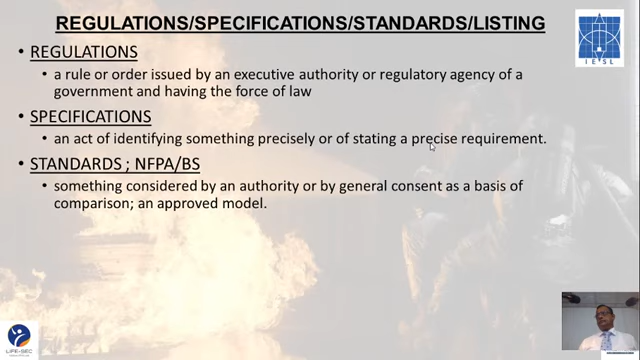 REGULATIONS/SPECIFICATIONS/STANDARDS/LISTING
• REGULATIONS
• a rule or order issued by an executive authority or regulatory agency of a
government and having the force of law
• SPECIFICATIONS
• an act of identifying something precisely or of stating a precise requirement.
• STANDARDS ; NFPA/BS
• something considered by an authority or by general consent as a basis of
comparison; an approved model.
I E S L
LIFE-SEC